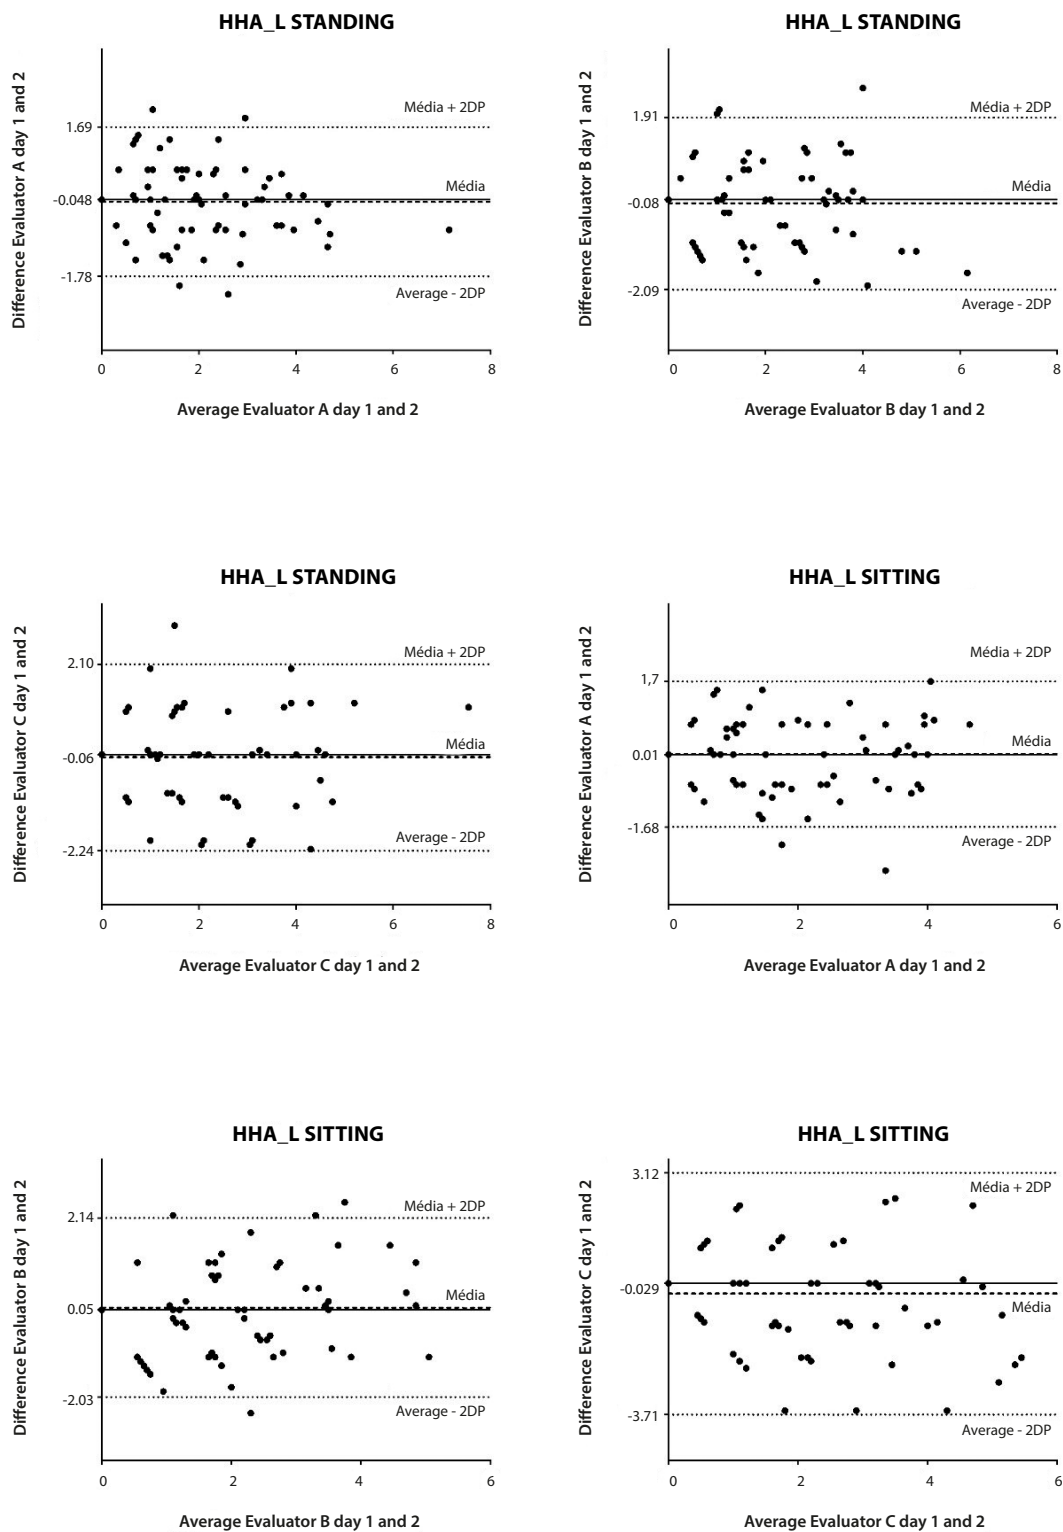 HHA_L STANDING
Difference Evaluator A day 1 and 2
Média + 2DP
1.69
Média
-0.048
-1.78
Average - 2DP
0 2 4 6 8
Average Evaluator A day 1 and 2
HHA_L STANDING
Difference Evaluator B day 1 and 2
Média + 2DP
1.91
Média
-0.08
-2.09
Average - 2DP
0 2 4 6 8
Average Evaluator B day 1 and 2
HHA_L STANDING
Difference Evaluator C day 1 and 2
Média + 2DP
2.10
Média
-0.06
-2.24
Average - 2DP
0 2 4 6 8
Average Evaluator C day 1 and 2
HHA_L SITTING
Difference Evaluator A day 1 and 2
Média + 2DP
1,7
Média
0.01
-1.68
Average - 2DP
0 2 4 6
Average Evaluator A day 1 and 2
HHA_L SITTING
Difference Evaluator B day 1 and 2
Média + 2DP
2.14
Média
0.05
-2.03
Average - 2DP
0 2 4 6
Average Evaluator B day 1 and 2
HHA_L SITTING
Difference Evaluator C day 1 and 2
3.12
Média + 2DP
-0.029
Média
-3.71
Average - 2DP
0 2 4 6
Average Evaluator C day 1 and 2